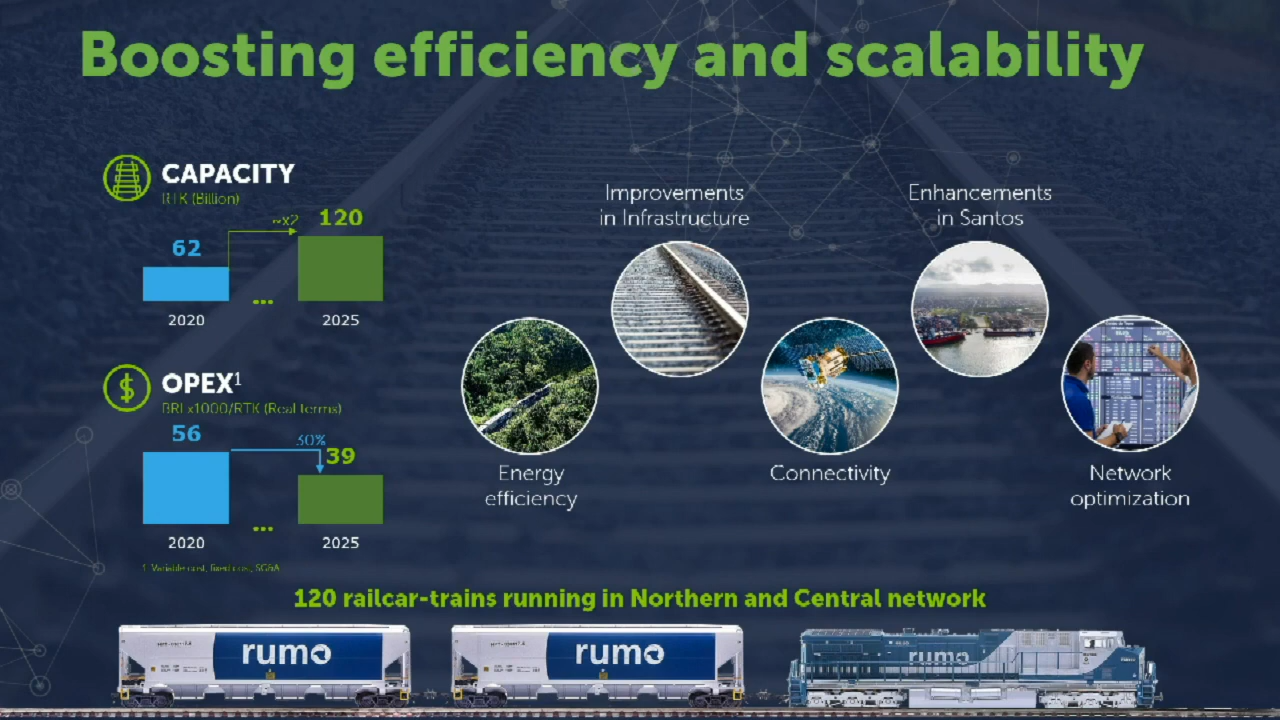 Boosting efficiency and scalability
CAPACITY
RTK (Billion)
62
~x2
120
...
2020
2025
OPEX¹
BRL x1000/RTK (Real terms)
56
30%
39
...
2020
2025
1. Variable cost, fixed cost, SG&A
Improvements
in Infrastructure
Enhancements
in Santos
Energy
efficiency
Connectivity
Network
optimization
120 railcar-trains running in Northern and Central network
rumo
rumo
rumo